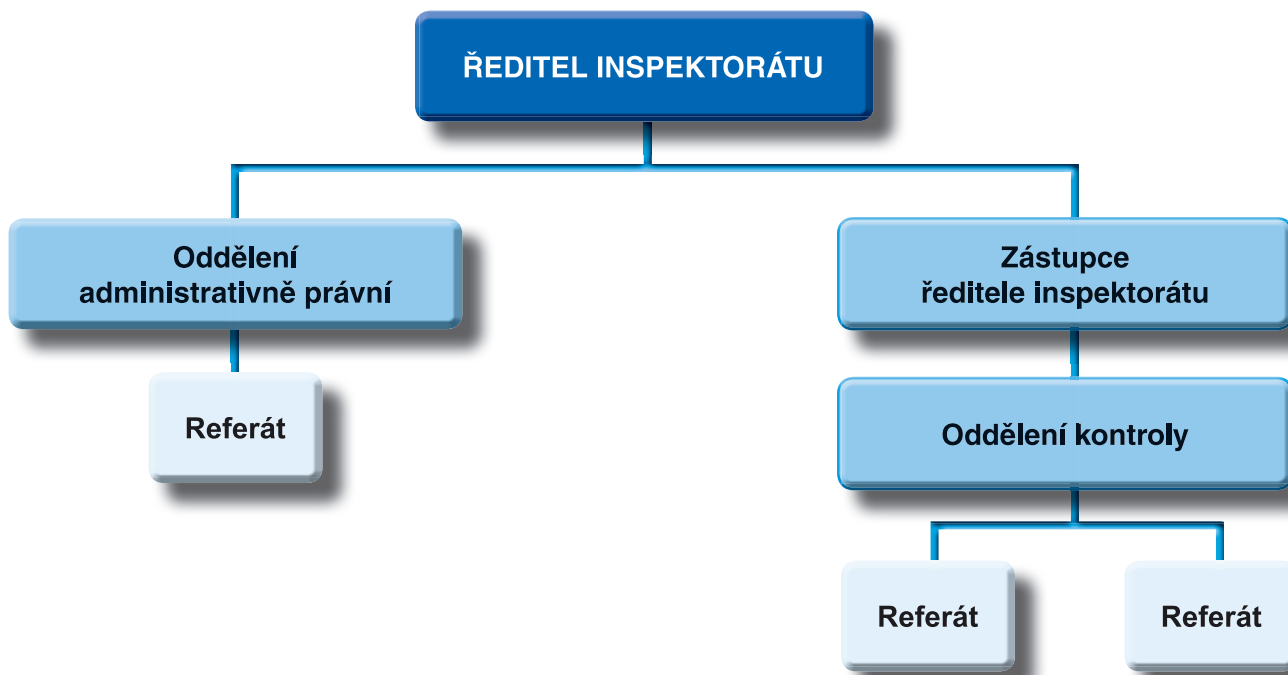 ŘEDITEL INSPEKTORÁTU
Oddělení
administrativně právní
Zástupce
ředitele inspektorátu
Referát
Oddělení kontroly
Referát
Referát